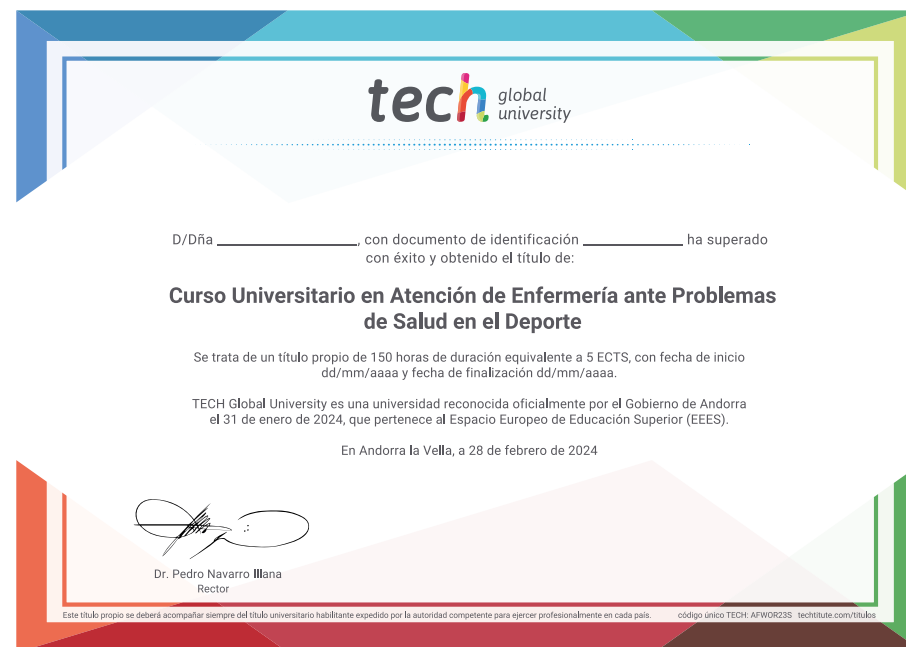 tech global university
D/Dña ____________________, con documento de identificación ______________ ha superado
con éxito y obtenido el título de:
Curso Universitario en Atención de Enfermería ante Problemas
de Salud en el Deporte
Se trata de un título propio de 150 horas de duración equivalente a 5 ECTS, con fecha de inicio
dd/mm/aaaa y fecha de finalización dd/mm/aaaa.
TECH Global University es una universidad reconocida oficialmente por el Gobierno de Andorra
el 31 de enero de 2024, que pertenece al Espacio Europeo de Educación Superior (EEES).
En Andorra la Vella, a 28 de febrero de 2024
Dr. Pedro Navarro Illana
Rector
Este título propio se deberá acompañar siempre del título universitario habilitante expedido por la autoridad competente para ejercer profesionalmente en cada país. código único TECH: AFWOR23S techtitute.com/titulos